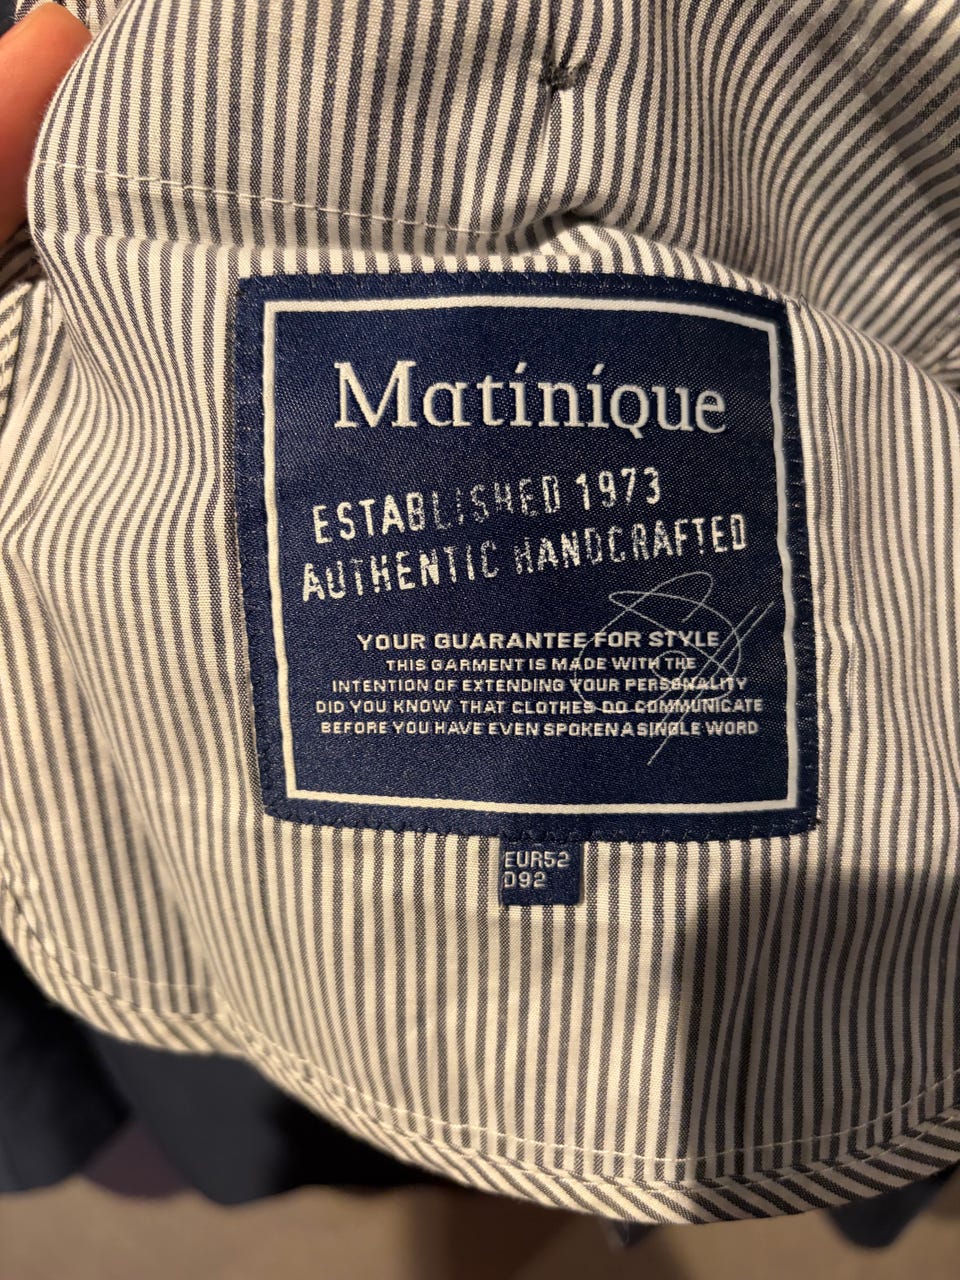 Matinique
ESTABLISHED 1973
AUTHENTIC HANDCRAFTED
YOUR GUARANTEE FOR STYLE
THIS GARMENT IS MADE WITH THE
INTENTION OF EXTENDING YOUR PERSONALITY
DID YOU KNOW THAT CLOTHES DO COMMUNICATE
BEFORE YOU HAVE EVEN SPOKEN A SINGLE WORD
EUR52
D92